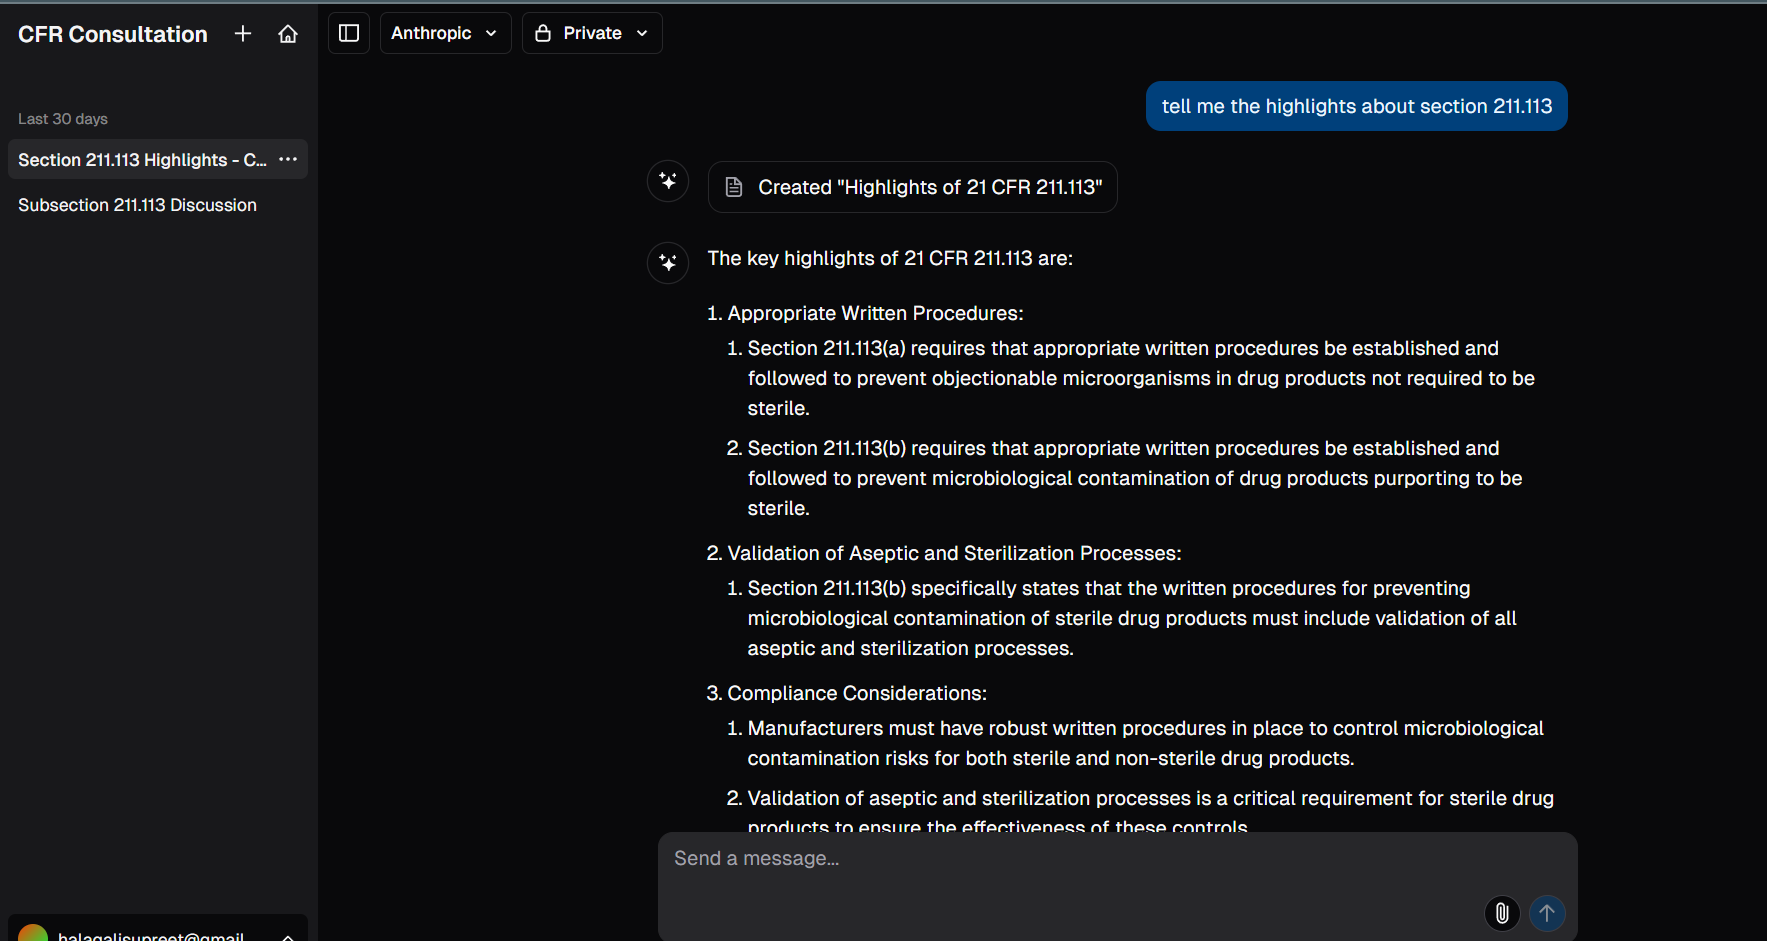 CFR Consultation
Anthropic
Private
Last 30 days
Section 211.113 Highlights - C...
Subsection 211.113 Discussion
tell me the highlights about section 211.113
Created "Highlights of 21 CFR 211.113"
The key highlights of 21 CFR 211.113 are:
1. Appropriate Written Procedures:
1. Section 211.113(a) requires that appropriate written procedures be established and
followed to prevent objectionable microorganisms in drug products not required to be
sterile.
2. Section 211.113(b) requires that appropriate written procedures be established and
followed to prevent microbiological contamination of drug products purporting to be
sterile.
2. Validation of Aseptic and Sterilization Processes:
1. Section 211.113(b) specifically states that the written procedures for preventing
microbiological contamination of sterile drug products must include validation of all
aseptic and sterilization processes.
3. Compliance Considerations:
1. Manufacturers must have robust written procedures in place to control microbiological
contamination risks for both sterile and non-sterile drug products.
2. Validation of aseptic and sterilization processes is a critical requirement for sterile drug
products to ensure the effectiveness of these controls.
Send a message...
halagalisupreet@gmail